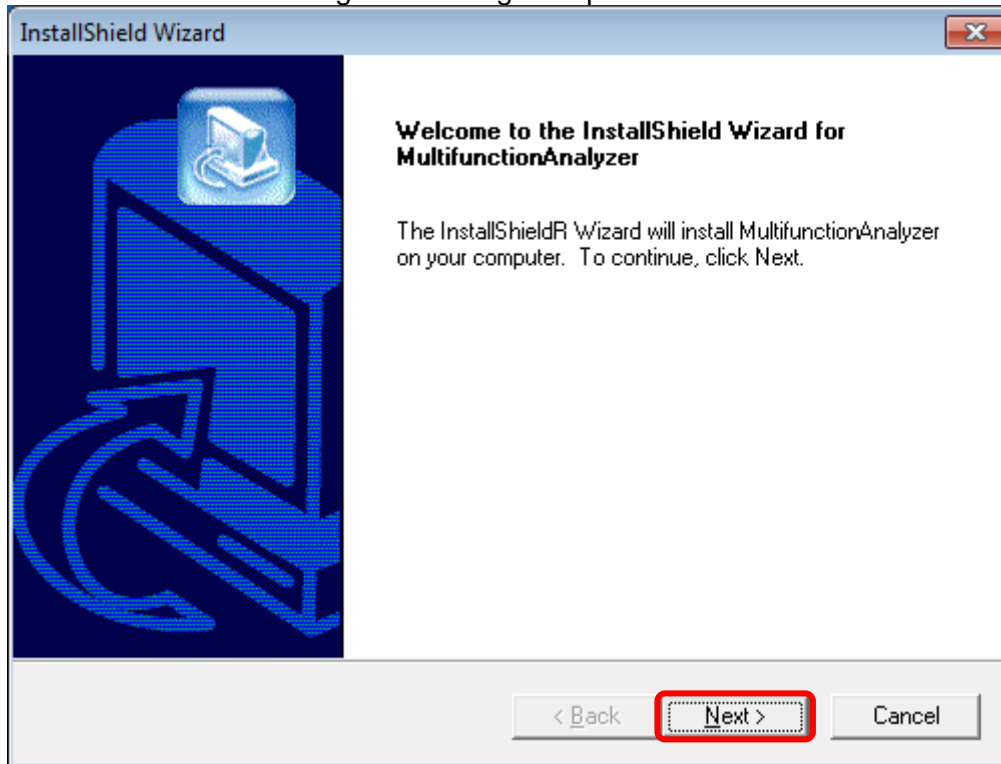 InstallShield Wizard
Welcome to the InstallShield Wizard for
MultifunctionAnalyzer
The InstallShieldR Wizard will install MultifunctionAnalyzer
on your computer. To continue, click Next.
< Back Next > Cancel